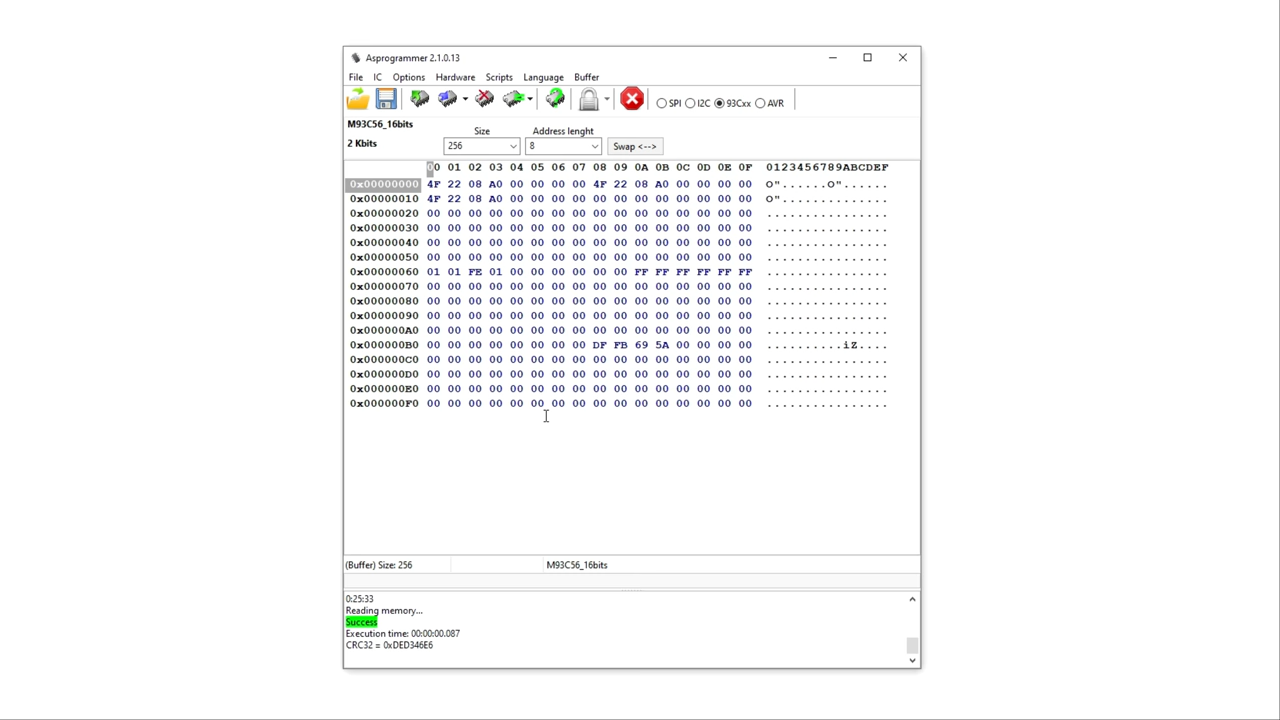 Asprogrammer 2.1.0.13
File IC Options Hardware Scripts Language Buffer
SPI I2C 93Cxx AVR
M93C56_16bits
Size Address lenght
2 Kbits 256 8 Swap <-->
00 01 02 03 04 05 06 07 08 09 0A 0B 0C 0D 0E 0F 0123456789ABCDEF
0x00000000 4F 22 08 A0 00 00 00 00 4F 22 08 A0 00 00 00 00 O"......O"......
0x00000010 4F 22 08 A0 00 00 00 00 00 00 00 00 00 00 00 00 O"..............
0x00000020 00 00 00 00 00 00 00 00 00 00 00 00 00 00 00 00 ................
0x00000030 00 00 00 00 00 00 00 00 00 00 00 00 00 00 00 00 ................
0x00000040 00 00 00 00 00 00 00 00 00 00 00 00 00 00 00 00 ................
0x00000050 00 00 00 00 00 00 00 00 00 00 00 00 00 00 00 00 ................
0x00000060 01 01 FE 01 00 00 00 00 00 00 FF FF FF FF FF FF ................
0x00000070 00 00 00 00 00 00 00 00 00 00 00 00 00 00 00 00 ................
0x00000080 00 00 00 00 00 00 00 00 00 00 00 00 00 00 00 00 ................
0x00000090 00 00 00 00 00 00 00 00 00 00 00 00 00 00 00 00 ................
0x000000A0 00 00 00 00 00 00 00 00 00 00 00 00 00 00 00 00 ................
0x000000B0 00 00 00 00 00 00 00 00 DF FB 69 5A 00 00 00 00 ..........iZ....
0x000000C0 00 00 00 00 00 00 00 00 00 00 00 00 00 00 00 00 ................
0x000000D0 00 00 00 00 00 00 00 00 00 00 00 00 00 00 00 00 ................
0x000000E0 00 00 00 00 00 00 00 00 00 00 00 00 00 00 00 00 ................
0x000000F0 00 00 00 00 00 00 00 00 00 00 00 00 00 00 00 00 ................
(Buffer) Size: 256 M93C56_16bits
0:25:33
Reading memory...
Success
Execution time: 00:00:00.087
CRC32 = 0xDED346E6